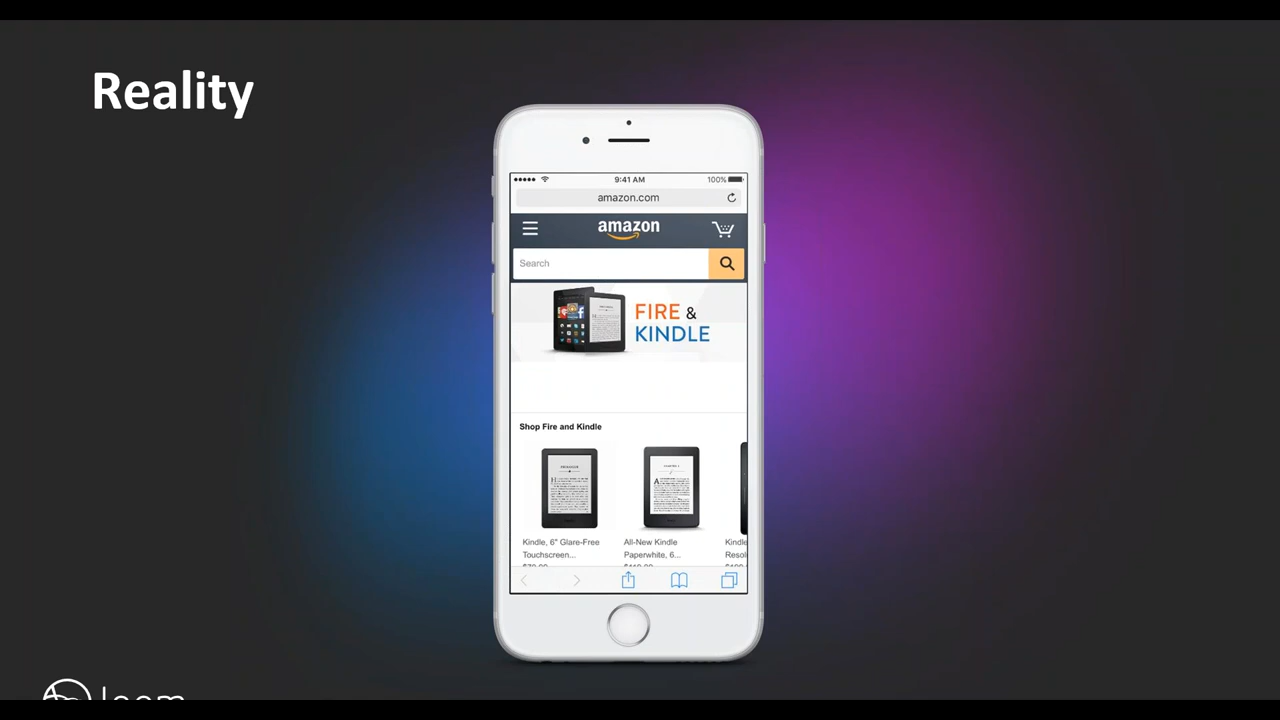 Reality
9:41 AM
100%
amazon.com
amazon
Search
FIRE &
KINDLE
Shop Fire and Kindle
Kindle, 6" Glare-Free
Touchscreen...
All-New Kindle
Paperwhite, 6...
Kindle